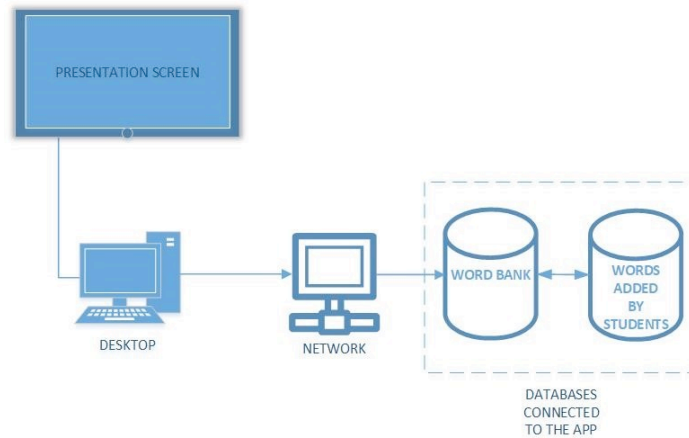 PRESENTATION SCREEN
DESKTOP
NETWORK
WORD BANK
WORDS
ADDED
BY
STUDENTS
DATABASES
CONNECTED
TO THE APP